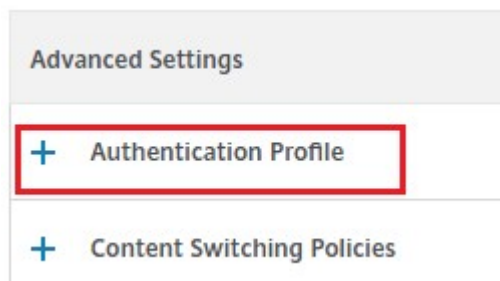 Advanced Settings
+ Authentication Profile
+ Content Switching Policies